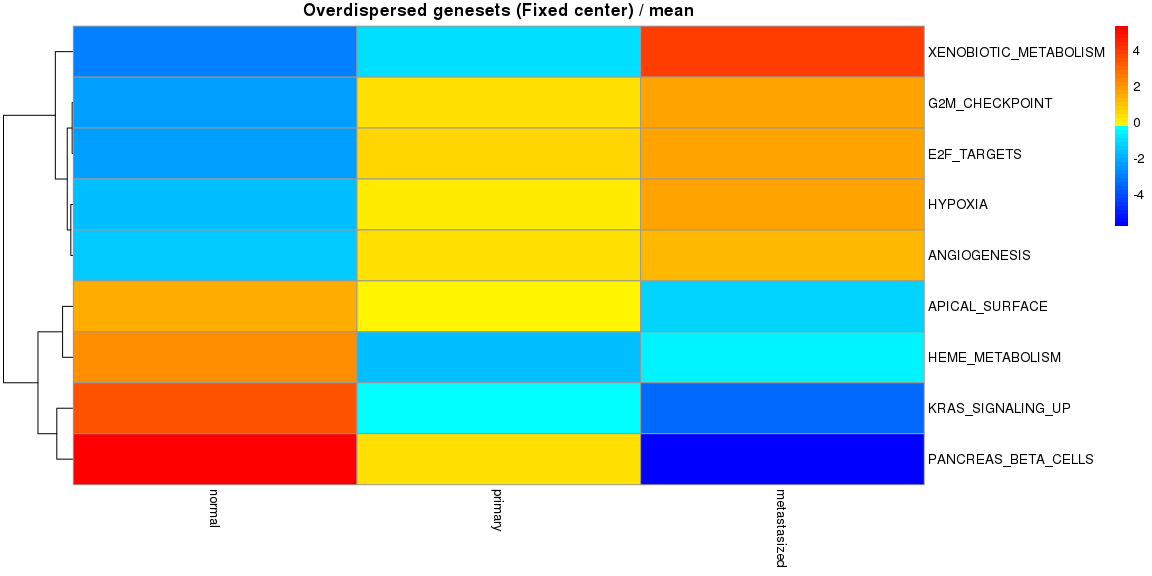 Overdispersed genesets (Fixed center) / mean
XENOBIOTIC_METABOLISM
G2M_CHECKPOINT
E2F_TARGETS
HYPOXIA
ANGIOGENESIS
APICAL_SURFACE
HEME_METABOLISM
KRAS_SIGNALING_UP
PANCREAS_BETA_CELLS
4
2
0
-2
-4
normal
primary
metastasized